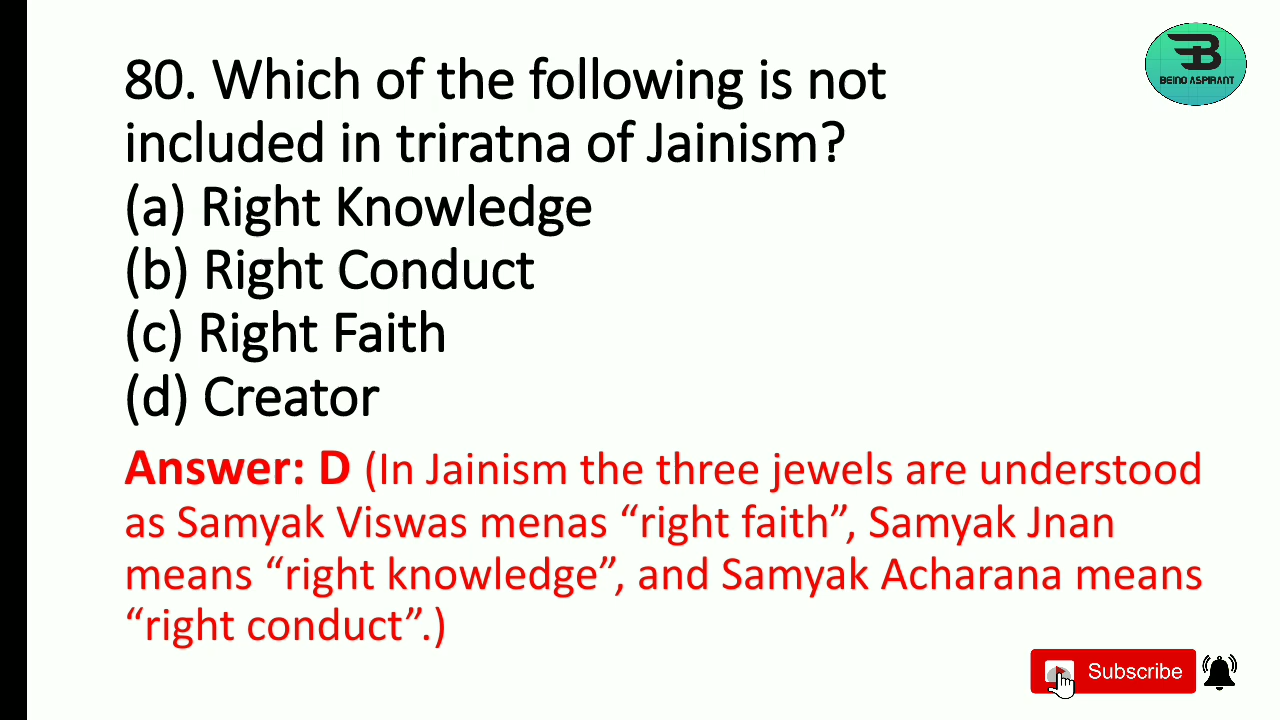 80. Which of the following is not
included in triratna of Jainism?
(a) Right Knowledge
(b) Right Conduct
(c) Right Faith
(d) Creator
Answer: D (In Jainism the three jewels are understood
as Samyak Viswas menas “right faith”, Samyak Jnan
means “right knowledge”, and Samyak Acharana means
“right conduct”.)
BEING ASPIRANT
Subscribe